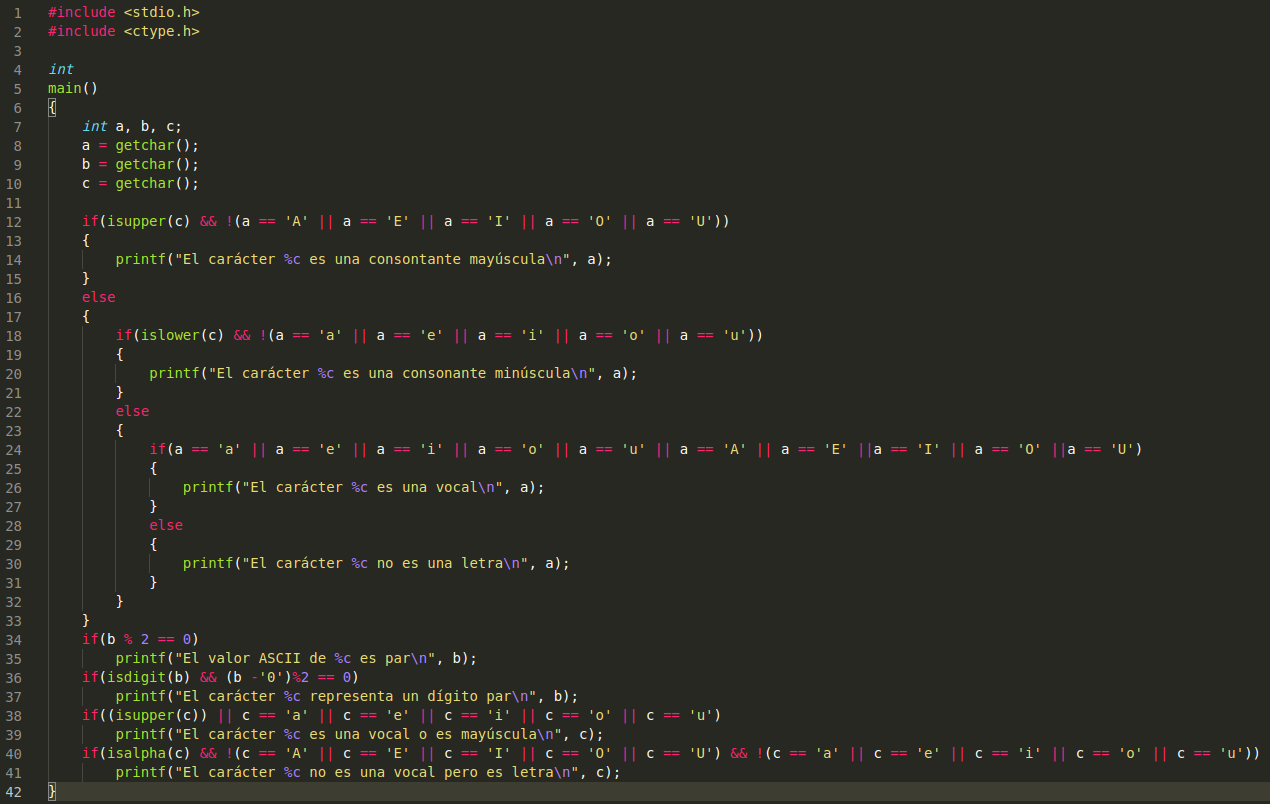 1 #include <stdio.h>
2 #include <ctype.h>
3
4 int
5 main()
6 {
7     int a, b, c;
8     a = getchar();
9     b = getchar();
10     c = getchar();
11
12     if(isupper(c) && !(a == 'A' || a == 'E' || a == 'I' || a == 'O' || a == 'U'))
13     {
14         printf("El carácter %c es una consontante mayúscula\n", a);
15     }
16     else
17     {
18         if(islower(c) && !(a == 'a' || a == 'e' || a == 'i' || a == 'o' || a == 'u'))
19         {
20             printf("El carácter %c es una consonante minúscula\n", a);
21         }
22         else
23         {
24             if(a == 'a' || a == 'e' || a == 'i' || a == 'o' || a == 'u' || a == 'A' || a == 'E' ||a == 'I' || a == 'O' ||a == 'U')
25             {
26                 printf("El carácter %c es una vocal\n", a);
27             }
28             else
29             {
30                 printf("El carácter %c no es una letra\n", a);
31             }
32         }
33     }
34     if(b % 2 == 0)
35         printf("El valor ASCII de %c es par\n", b);
36     if(isdigit(b) && (b -'0')%2 == 0)
37         printf("El carácter %c representa un dígito par\n", b);
38     if((isupper(c)) || c == 'a' || c == 'e' || c == 'i' || c == 'o' || c == 'u')
39         printf("El carácter %c es una vocal o es mayúscula\n", c);
40     if(isalpha(c) && !(c == 'A' || c == 'E' || c == 'I' || c == 'O' || c == 'U') && !(c == 'a' || c == 'e' || c == 'i' || c == 'o' || c == 'u'))
41         printf("El carácter %c no es una vocal pero es letra\n", c);
42 }